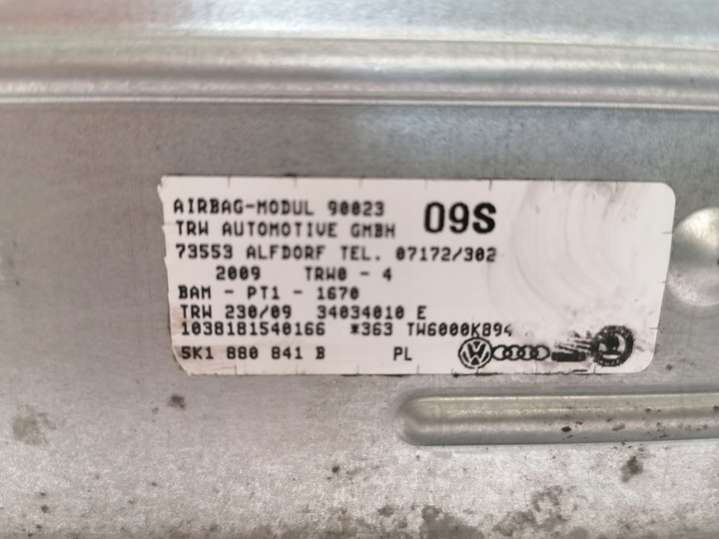 AIRBAG-MODUL 90023 09S
TRW AUTOMOTIVE GMBH
73553 ALFDORF TEL. 07172/302
2009 TRW0 - 4
BAM - PT1 - 1670
TRW 230/09 34034010 E
1038181540166 *363 TW6000K894
5K1 880 841 B PL